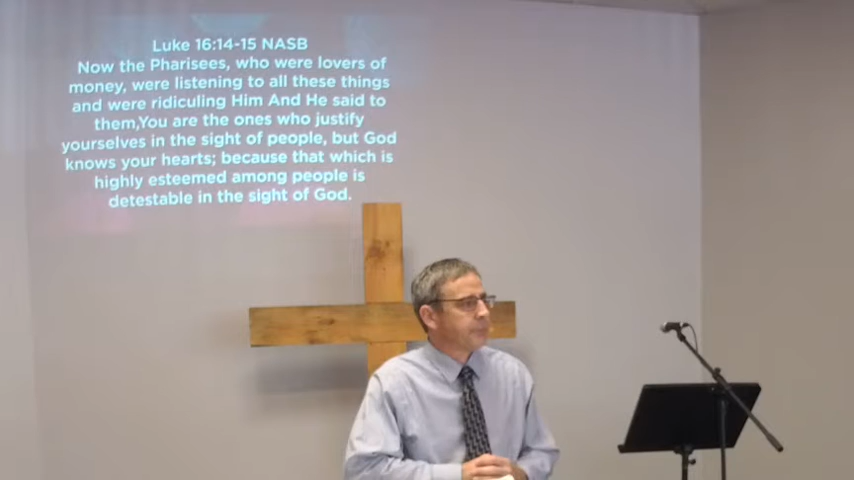 Luke 16:14-15 NASB
Now the Pharisees, who were lovers of
money, were listening to all these things
and were ridiculing Him And He said to
them,You are the ones who justify
yourselves in the sight of people, but God
knows your hearts; because that which is
highly esteemed among people is
detestable in the sight of God.